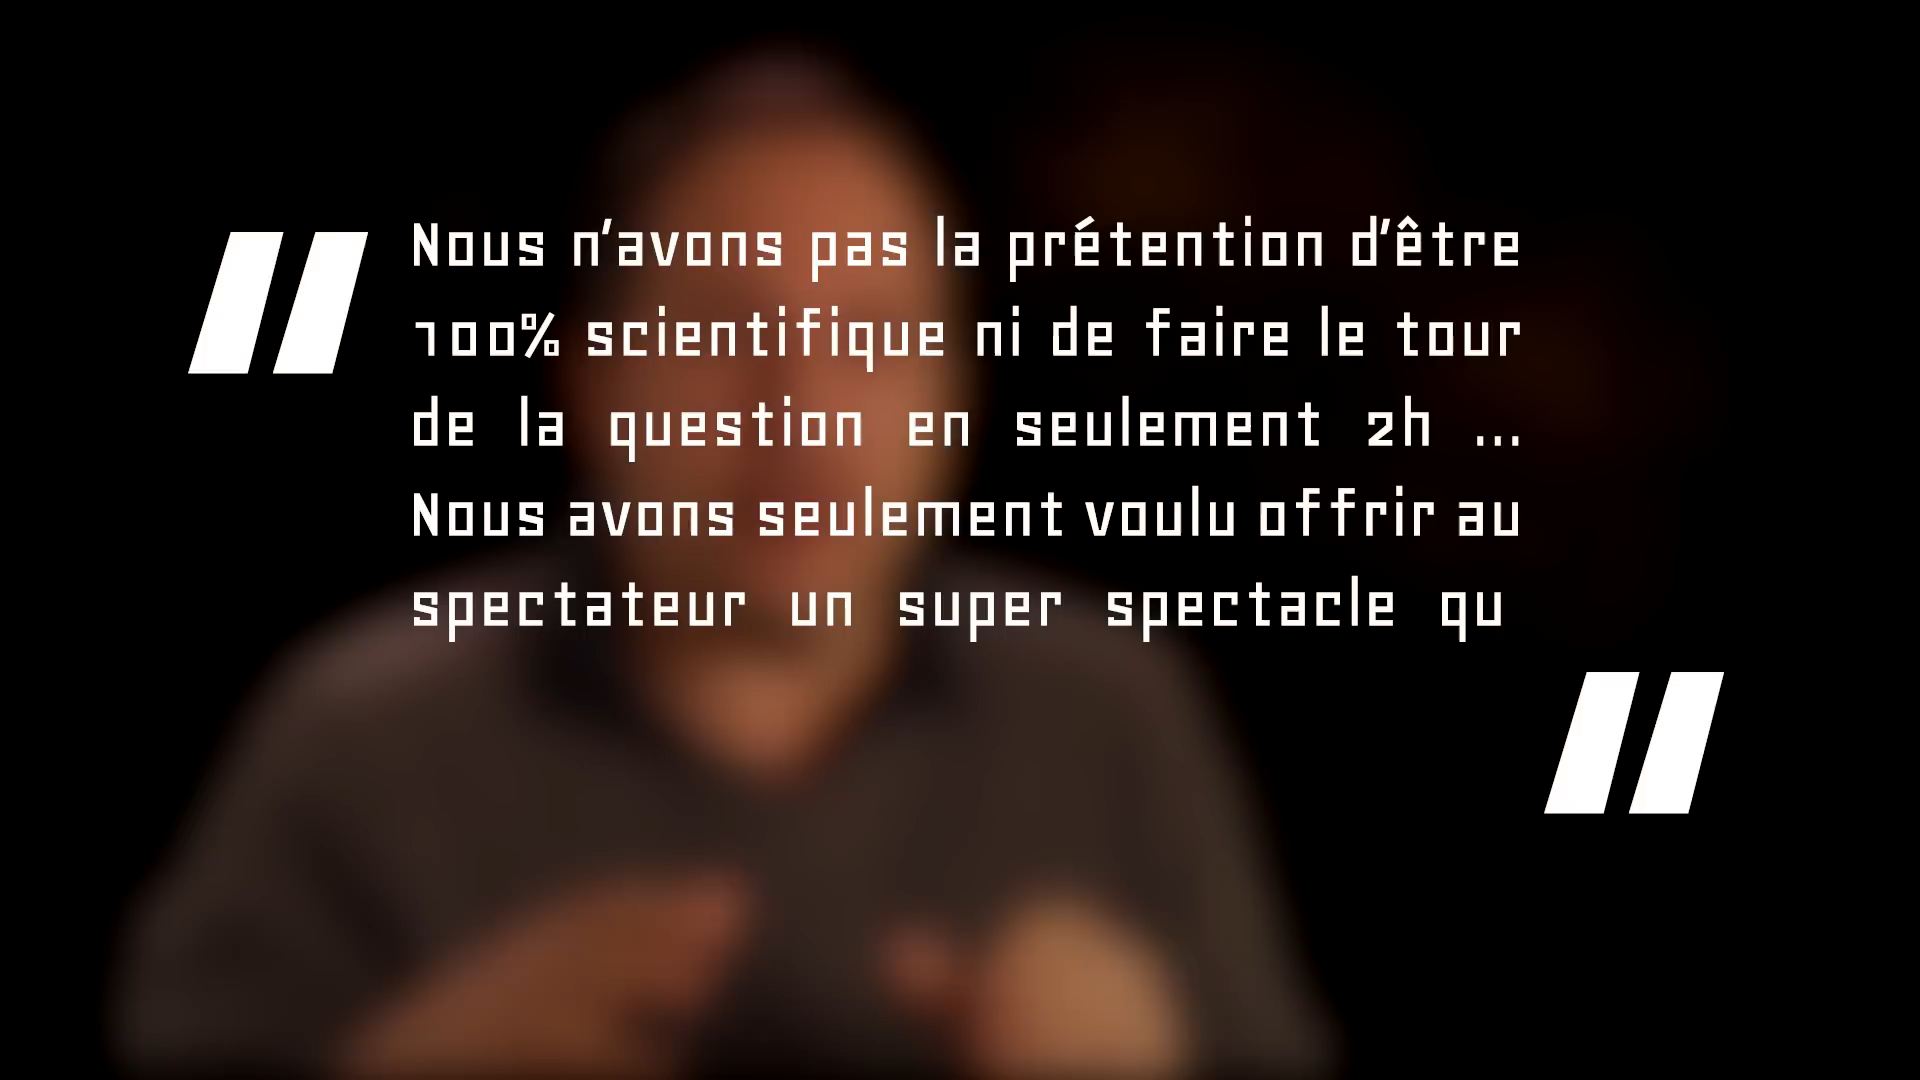 Nous n'avons pas la prétention d'être
100% scientifique ni de faire le tour
de la question en seulement 2h ...
Nous avons seulement voulu offrir au
spectateur un super spectacle qu